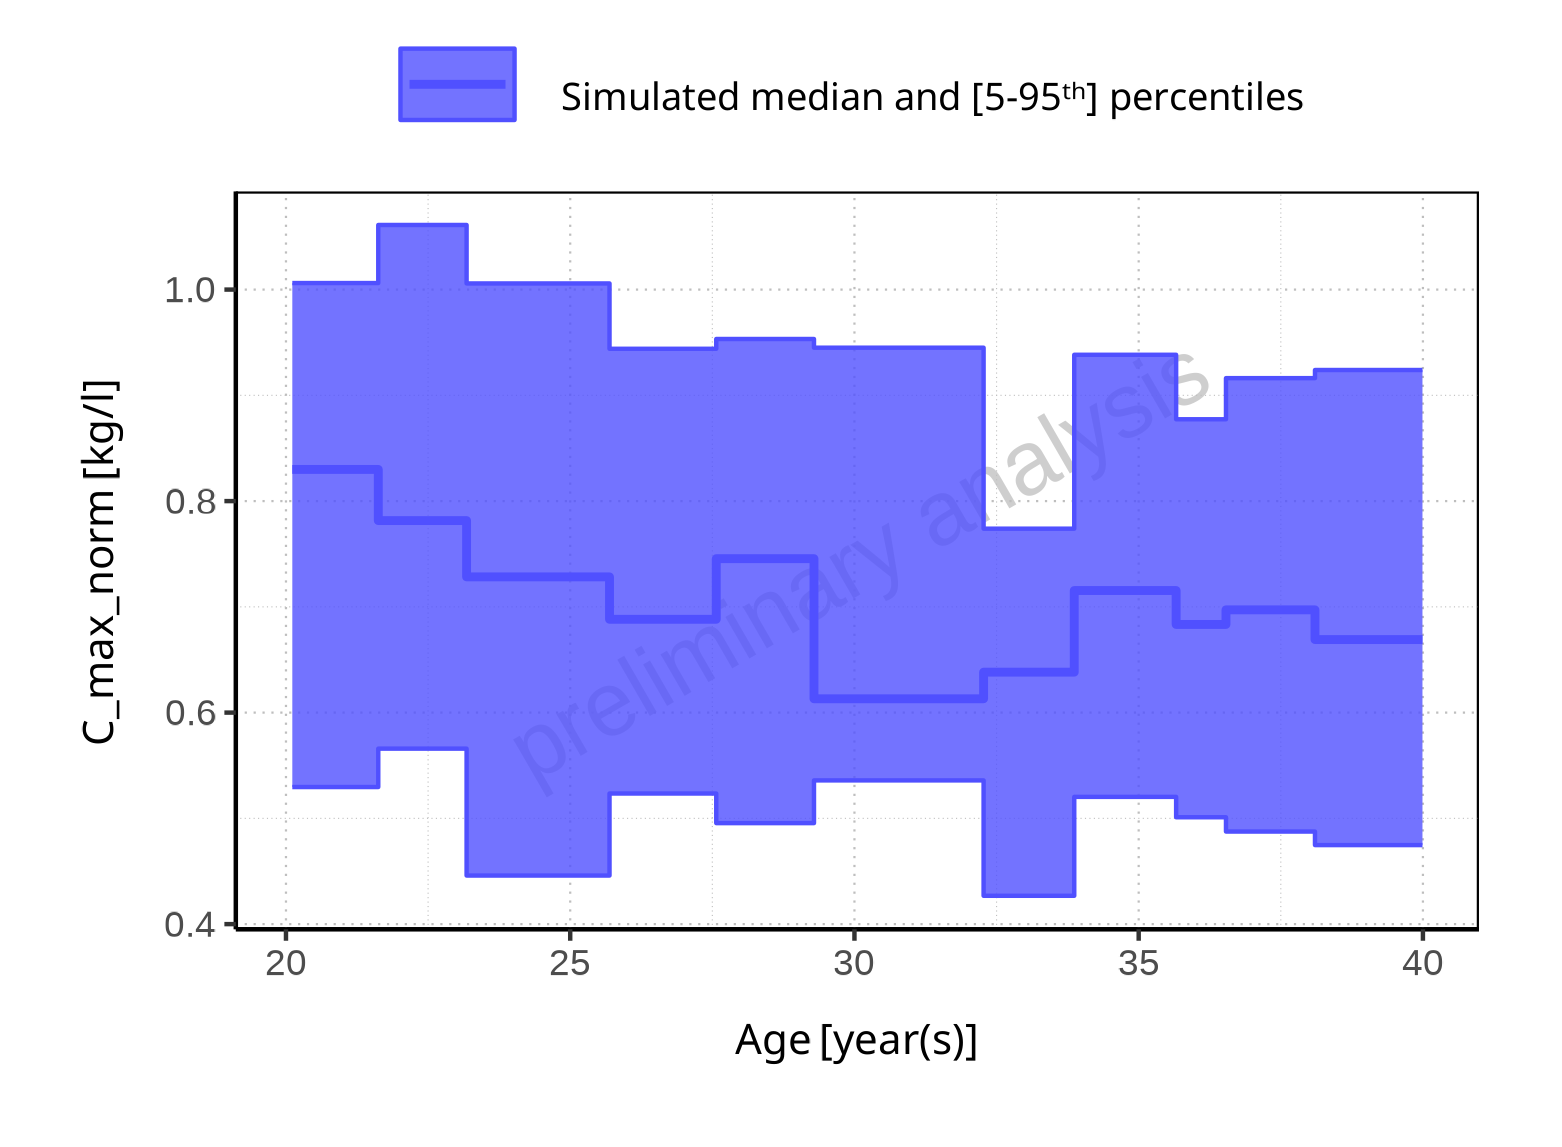 Simulated median and [5-95ᵗʰ] percentiles
1.0
0.8
0.6
0.4
C_max_norm [kg/l]
preliminary analysis
20 25 30 35 40
Age [year(s)]